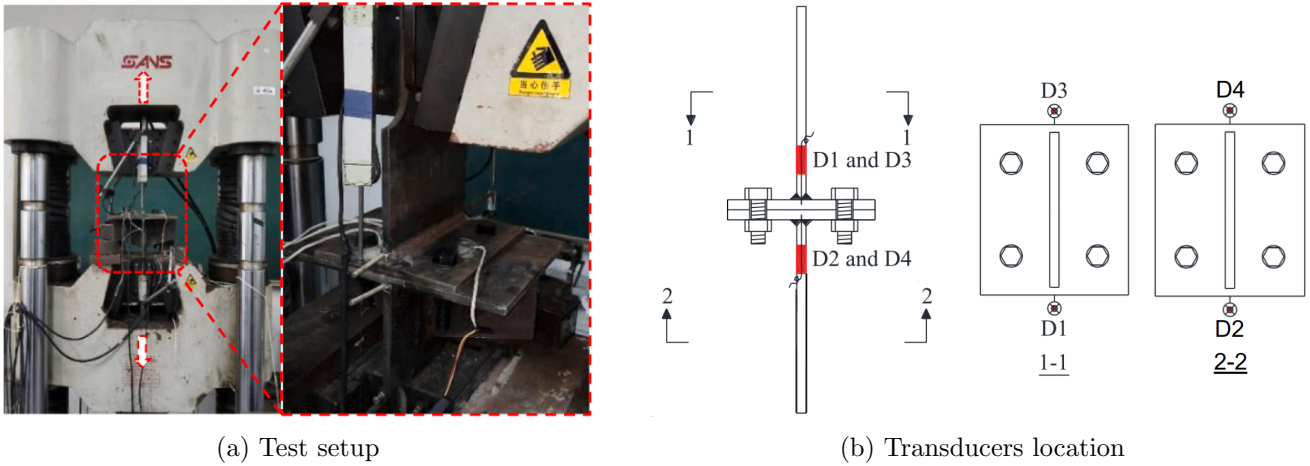 SANS
当心伤手
1
1
D1 and D3
D2 and D4
2
2
D3
D1
1-1
D4
D2
2-2
(a) Test setup
(b) Transducers location